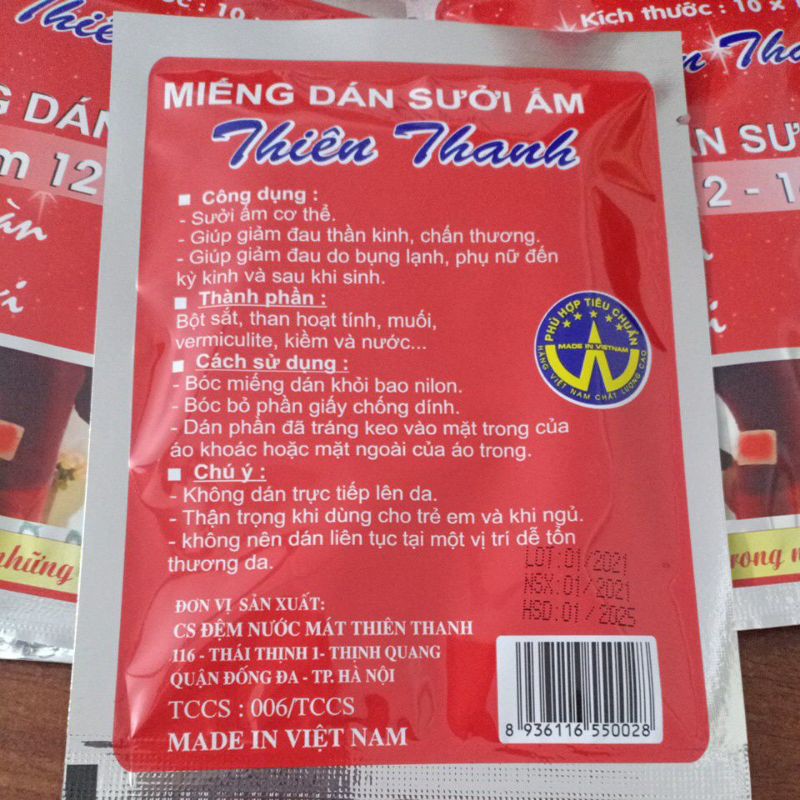 Thiên
thước : 10
Kích thước : 10 x
DÁN
12
những
MIẾNG DÁN SƯỞI ẤM
Thiên Thanh
■ Công dụng :
- Sưởi ấm cơ thể.
- Giúp giảm đau thần kinh, chấn thương.
- Giúp giảm đau do bụng lạnh, phụ nữ đến
kỳ kinh và sau khi sinh.
■ Thành phần :
Bột sắt, than hoạt tính, muối,
vermiculite, kiềm và nước...
■ Cách sử dụng :
- Bóc miếng dán khỏi bao nilon.
- Bóc bỏ phần giấy chống dính.
- Dán phần đã tráng keo vào mặt trong của
áo khoác hoặc mặt ngoài của áo trong.
■ Chú ý :
- Không dán trực tiếp lên da.
- Thận trọng khi dùng cho trẻ em và khi ngủ.
- không nên dán liên tục tại một vị trí dễ tổn
thương da.
PHÙ HỢP TIÊU CHUẨN
MADE IN VIETNAM
HÀNG VIỆT NAM CHẤT LƯỢNG CAO
LOT:01/2021
NSX:01/2021
HSD:01/2025
ĐƠN VỊ SẢN XUẤT:
CS ĐỆM NƯỚC MÁT THIÊN THANH
116 - THÁI THỊNH 1- THỊNH QUANG
QUẬN ĐỐNG ĐA - TP. HÀ NỘI
TCCS : 006/TCCS
MADE IN VIỆT NAM
8 936116 550028